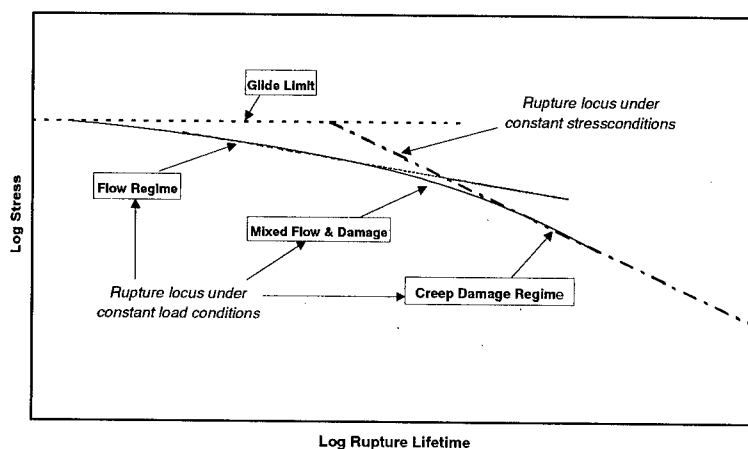 Glide Limit
Rupture locus under
constant stressconditions
Flow Regime
Mixed Flow & Damage
Rupture locus under
constant load conditions
Creep Damage Regime
Log Stress
Log Rupture Lifetime